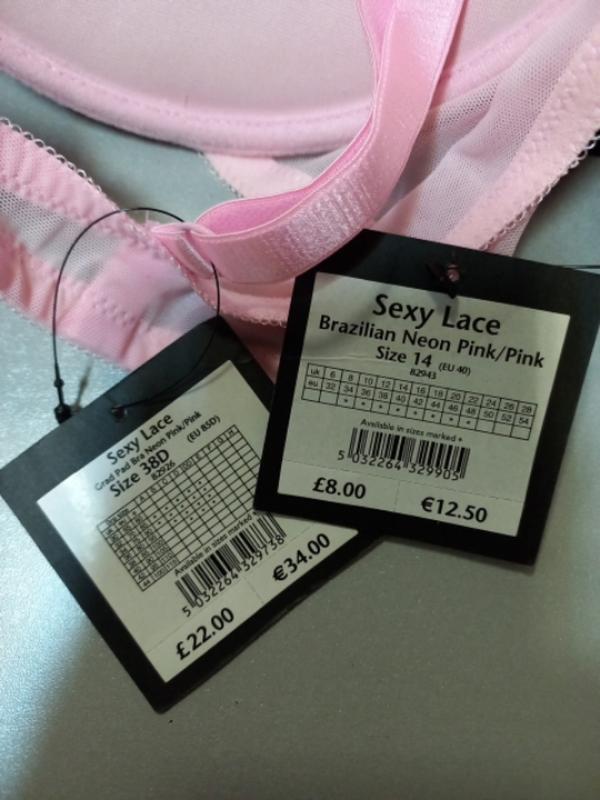 Sexy Lace
Brazilian Neon Pink/Pink
Size 14 (EU 40)
82943
uk 6 8 10 12 14 16 18 20 22 24 26 28
eu 32 34 36 38 40 42 44 46 48 50 52 54
Available in sizes marked *
5 032264 329905
£8.00 €12.50
Sexy Lace
Grad Pad Bra Neon Pink/Pink
Size 38D (EU 85D)
82926
Available in sizes marked *
5 032264 329738
£22.00 €34.00